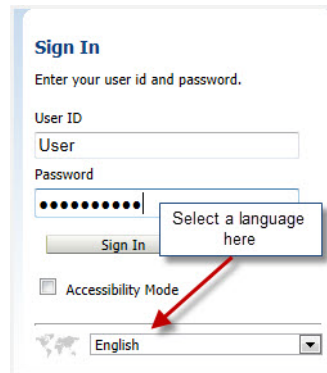 Sign In
Enter your user id and password.
User ID
User
Password
●●●●●●●●●●
Select a language
here
Sign In
Accessibility Mode
English